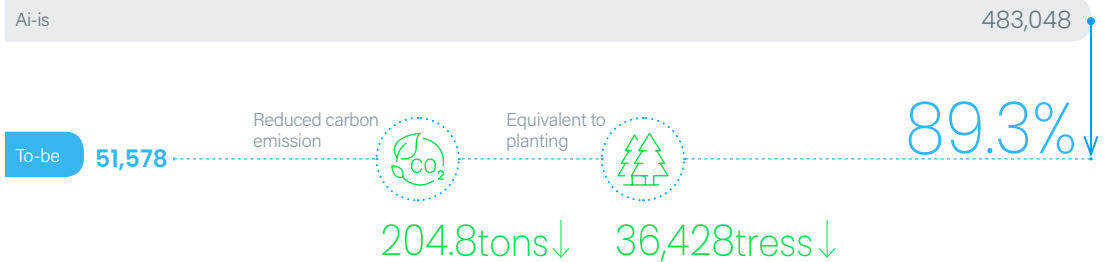 Ai-is
483,048
89.3%
Reduced carbon
emission
Equivalent to
planting
To-be
51,578
CO2
204.8tons↓
36,428tress↓